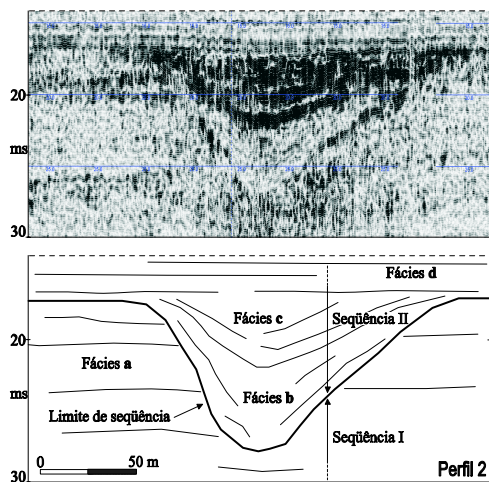 20
ms
30
Fácies d
Fácies c
Seqüência II
20
Fácies a
ms
Fácies b
Limite de seqüência
Seqüência I
0 50 m
30
Perfil 2